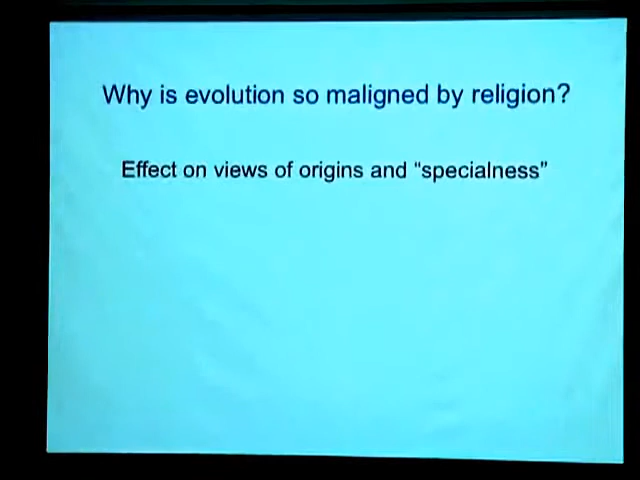 Why is evolution so maligned by religion?
Effect on views of origins and “specialness”